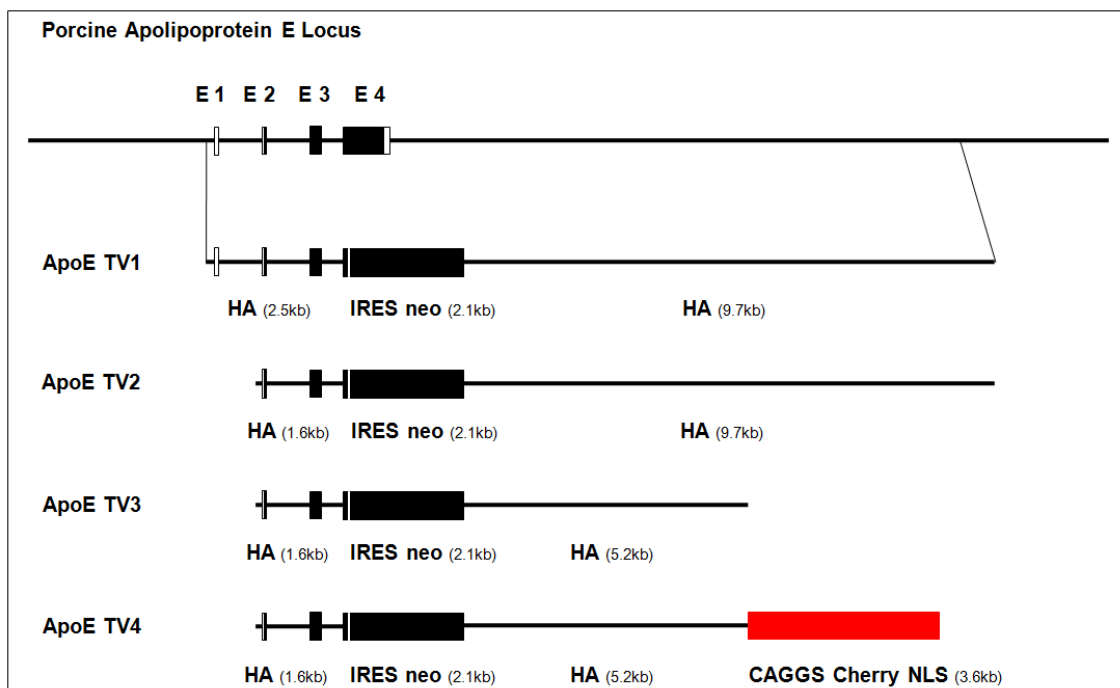 Porcine Apolipoprotein E Locus
E 1 E 2 E 3 E 4
ApoE TV1
HA (2.5kb) IRES neo (2.1kb) HA (9.7kb)
ApoE TV2
HA (1.6kb) IRES neo (2.1kb) HA (9.7kb)
ApoE TV3
HA (1.6kb) IRES neo (2.1kb) HA (5.2kb)
ApoE TV4
HA (1.6kb) IRES neo (2.1kb) HA (5.2kb) CAGGS Cherry NLS (3.6kb)